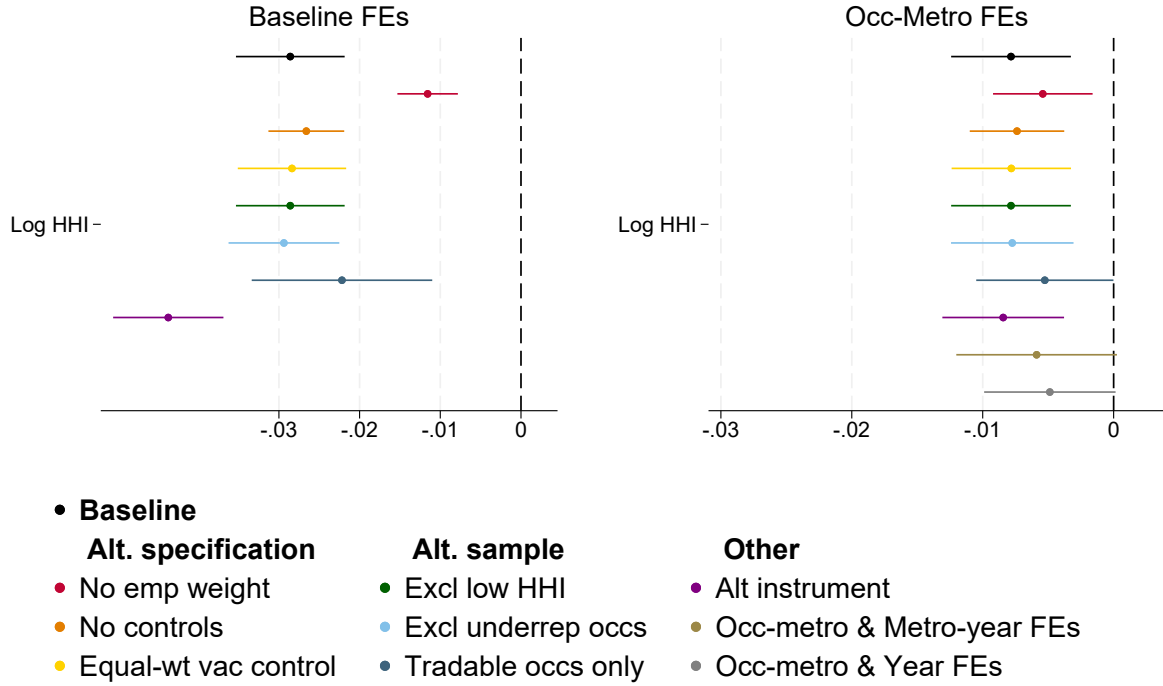 Baseline FEs
Occ-Metro FEs
Log HHI
Log HHI
-.03 -.02 -.01 0
-.03 -.02 -.01 0
Baseline
Alt. specification Alt. sample Other
No emp weight Excl low HHI Alt instrument
No controls Excl underrep occs Occ-metro & Metro-year FEs
Equal-wt vac control Tradable occs only Occ-metro & Year FEs